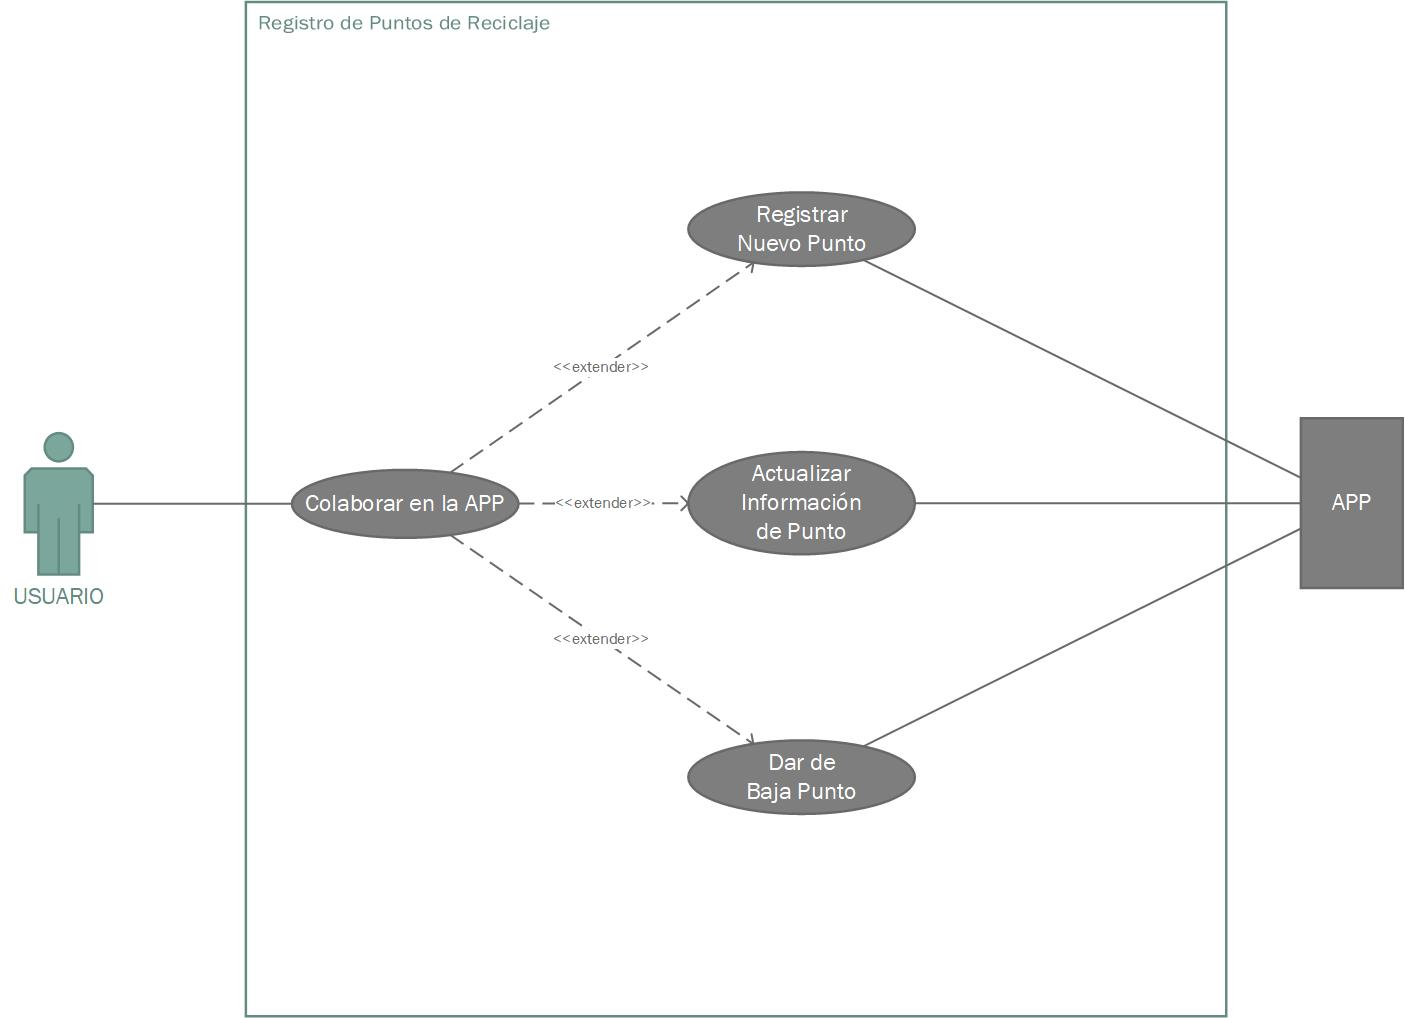 Registro de Puntos de Reciclaje
Registrar
Nuevo Punto
<<extender>>
USUARIO
Colaborar en la APP
<<extender>>
Actualizar
Información
de Punto
APP
<<extender>>
Dar de
Baja Punto